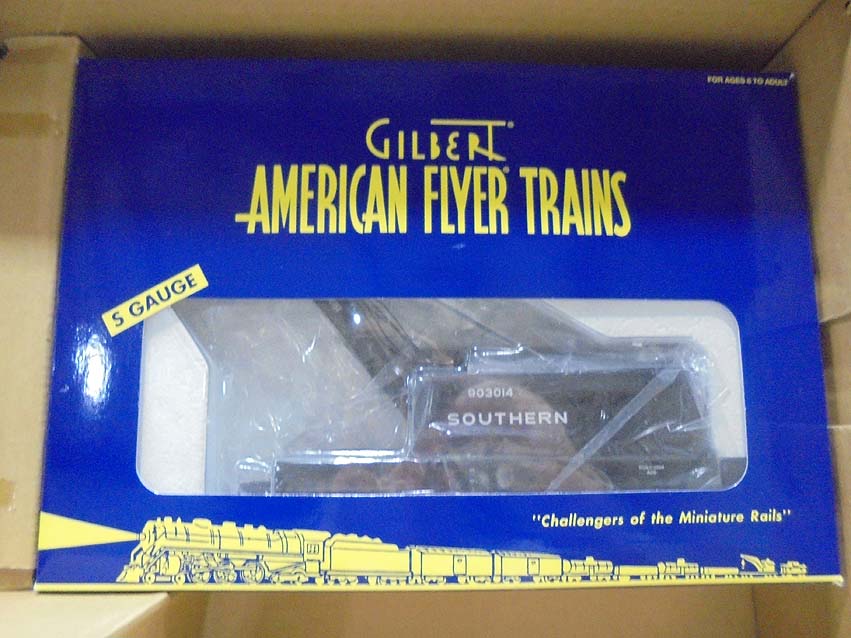 FOR AGES 8 TO ADULT
GILBERT®
AMERICAN FLYER® TRAINS
S GAUGE
903014
SOUTHERN
"Challengers of the Miniature Rails"